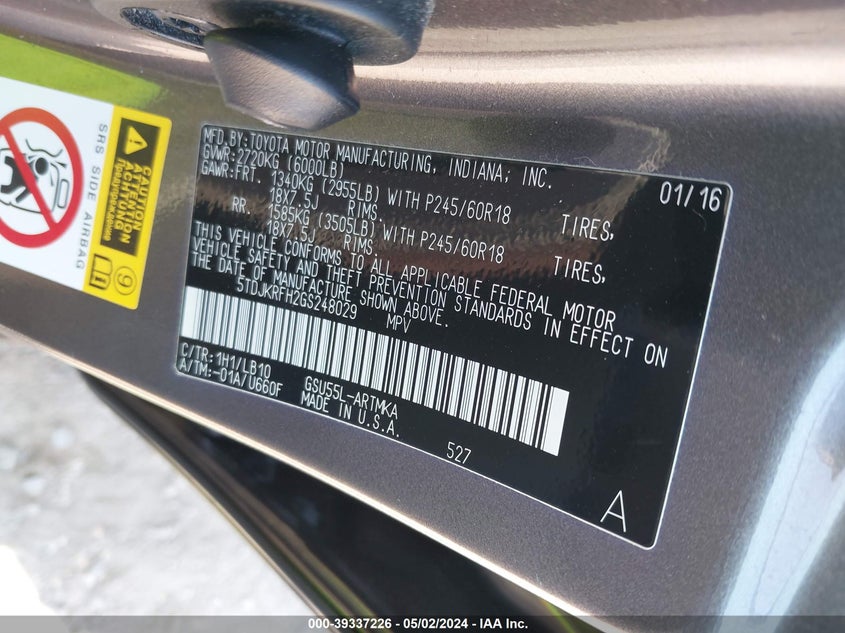 MFD.BY:TOYOTA MOTOR MANUFACTURING, INDIANA, INC.
01/16
GVWR:2720KG (6000LB)
GAWR:FRT. 1340KG (2955LB) WITH P245/60R18 TIRES,
18X7.5J RIMS.
RR. 1585KG (3505LB) WITH P245/60R18 TIRES,
18X7.5J RIMS.
THIS VEHICLE CONFORMS TO ALL APPLICABLE FEDERAL MOTOR
VEHICLE SAFETY AND THEFT PREVENTION STANDARDS IN EFFECT ON
THE DATE OF MANUFACTURE SHOWN ABOVE.
5TDJKRFH2GS248029 MPV
C/TR:1H1/LB10
A/TM:-01A/U660F
GSU55L-ARTMKA
MADE IN U.S.A.
527
A
SRS SIDE AIRBAG
CAUTION
ATTENTION
ACHTUNG
9
000-39337226 - 05/02/2024 - IAA Inc.